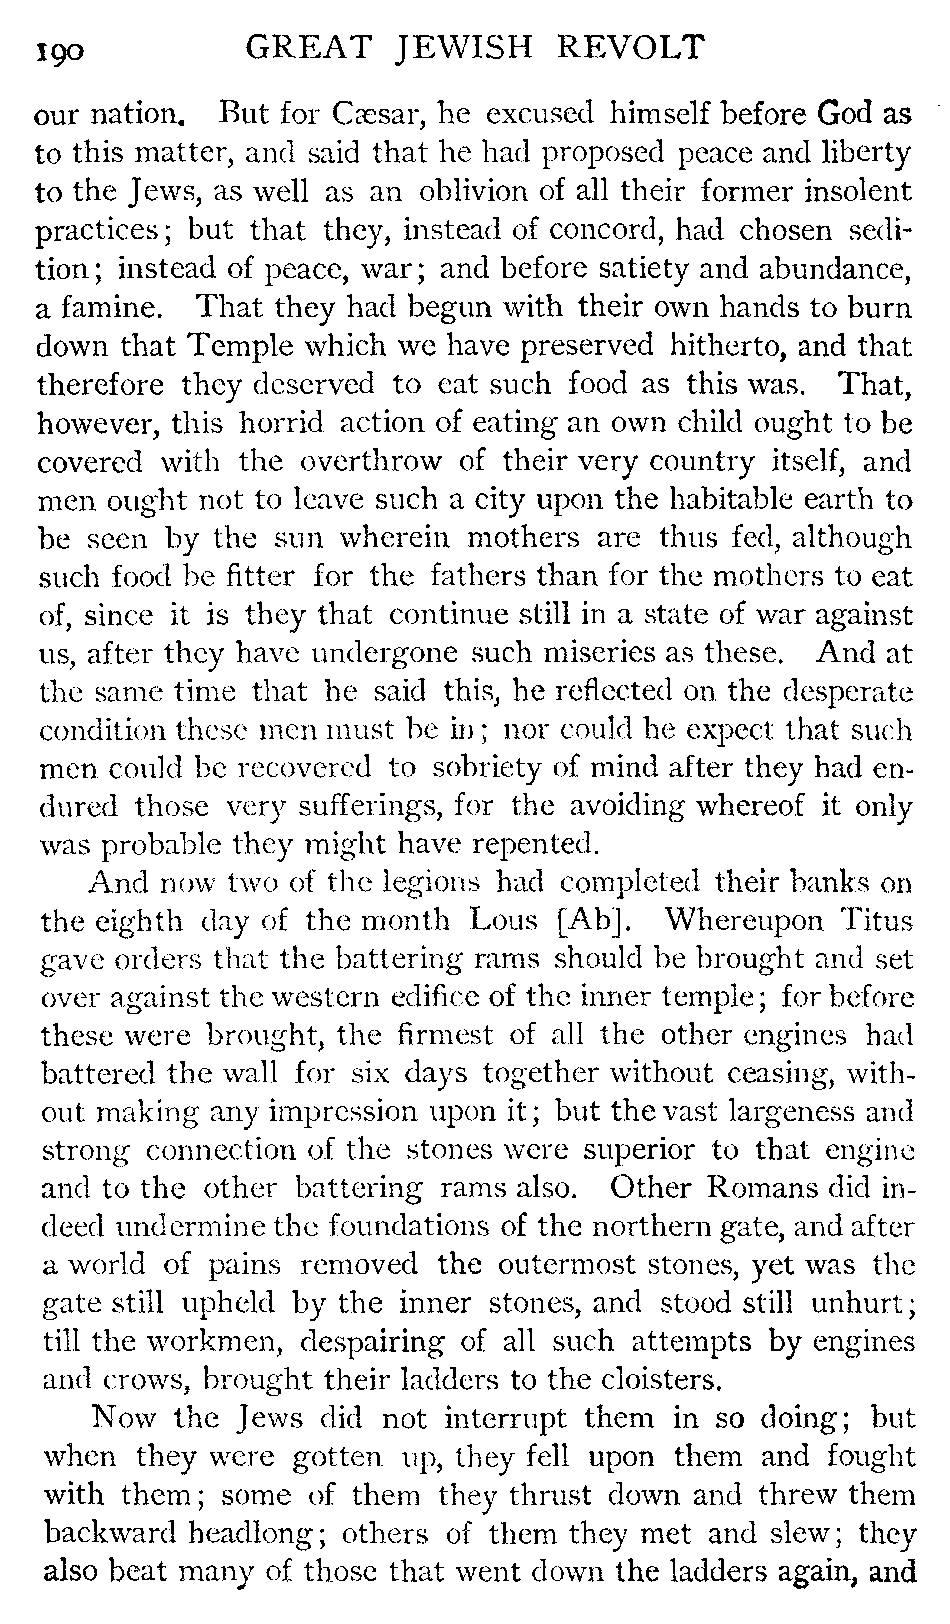 190 GREAT JEWISH REVOLT
our nation. But for Cæsar, he excused himself before God as
to this matter, and said that he had proposed peace and liberty
to the Jews, as well as an oblivion of all their former insolent
practices; but that they, instead of concord, had chosen sedi-
tion; instead of peace, war; and before satiety and abundance,
a famine. That they had begun with their own hands to burn
down that Temple which we have preserved hitherto, and that
therefore they deserved to eat such food as this was. That,
however, this horrid action of eating an own child ought to be
covered with the overthrow of their very country itself, and
men ought not to leave such a city upon the habitable earth to
be seen by the sun wherein mothers are thus fed, although
such food be fitter for the fathers than for the mothers to eat
of, since it is they that continue still in a state of war against
us, after they have undergone such miseries as these. And at
the same time that he said this, he reflected on the desperate
condition these men must be in; nor could he expect that such
men could be recovered to sobriety of mind after they had en-
dured those very sufferings, for the avoiding whereof it only
was probable they might have repented.
And now two of the legions had completed their banks on
the eighth day of the month Lous [Ab]. Whereupon Titus
gave orders that the battering rams should be brought and set
over against the western edifice of the inner temple; for before
these were brought, the firmest of all the other engines had
battered the wall for six days together without ceasing, with-
out making any impression upon it; but the vast largeness and
strong connection of the stones were superior to that engine
and to the other battering rams also. Other Romans did in-
deed undermine the foundations of the northern gate, and after
a world of pains removed the outermost stones, yet was the
gate still upheld by the inner stones, and stood still unhurt;
till the workmen, despairing of all such attempts by engines
and crows, brought their ladders to the cloisters.
Now the Jews did not interrupt them in so doing; but
when they were gotten up, they fell upon them and fought
with them; some of them they thrust down and threw them
backward headlong; others of them they met and slew; they
also beat many of those that went down the ladders again, and